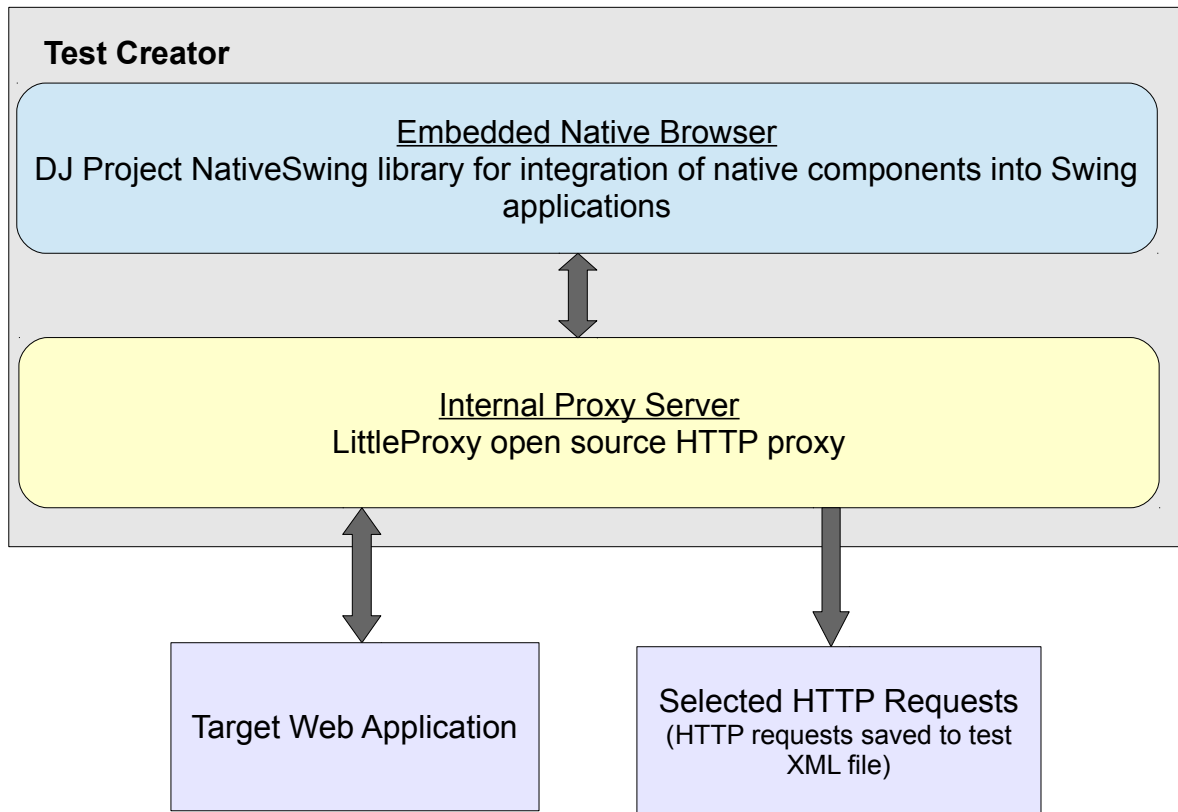 Test Creator
Embedded Native Browser
DJ Project NativeSwing library for integration of native components into Swing
applications
Internal Proxy Server
LittleProxy open source HTTP proxy
Target Web Application
Selected HTTP Requests
(HTTP requests saved to test
XML file)